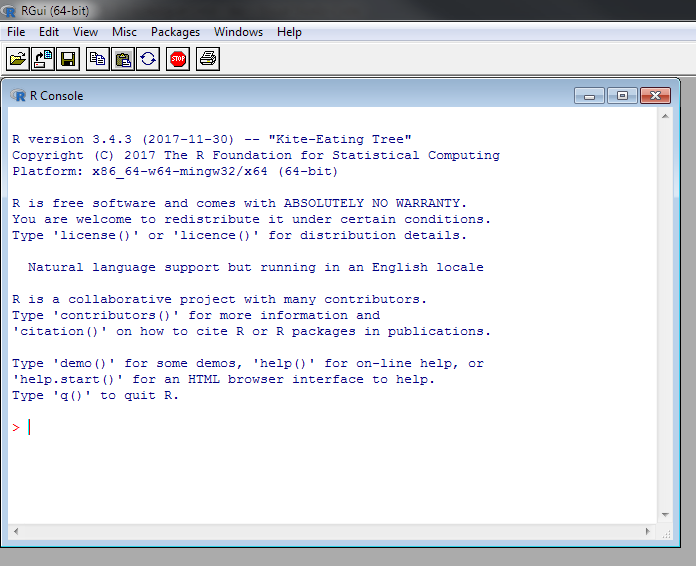 RGui (64-bit)
File Edit View Misc Packages Windows Help
STOP
R Console
R version 3.4.3 (2017-11-30) -- "Kite-Eating Tree"
Copyright (C) 2017 The R Foundation for Statistical Computing
Platform: x86_64-w64-mingw32/x64 (64-bit)
R is free software and comes with ABSOLUTELY NO WARRANTY.
You are welcome to redistribute it under certain conditions.
Type 'license()' or 'licence()' for distribution details.
Natural language support but running in an English locale
R is a collaborative project with many contributors.
Type 'contributors()' for more information and
'citation()' on how to cite R or R packages in publications.
Type 'demo()' for some demos, 'help()' for on-line help, or
'help.start()' for an HTML browser interface to help.
Type 'q()' to quit R.
>